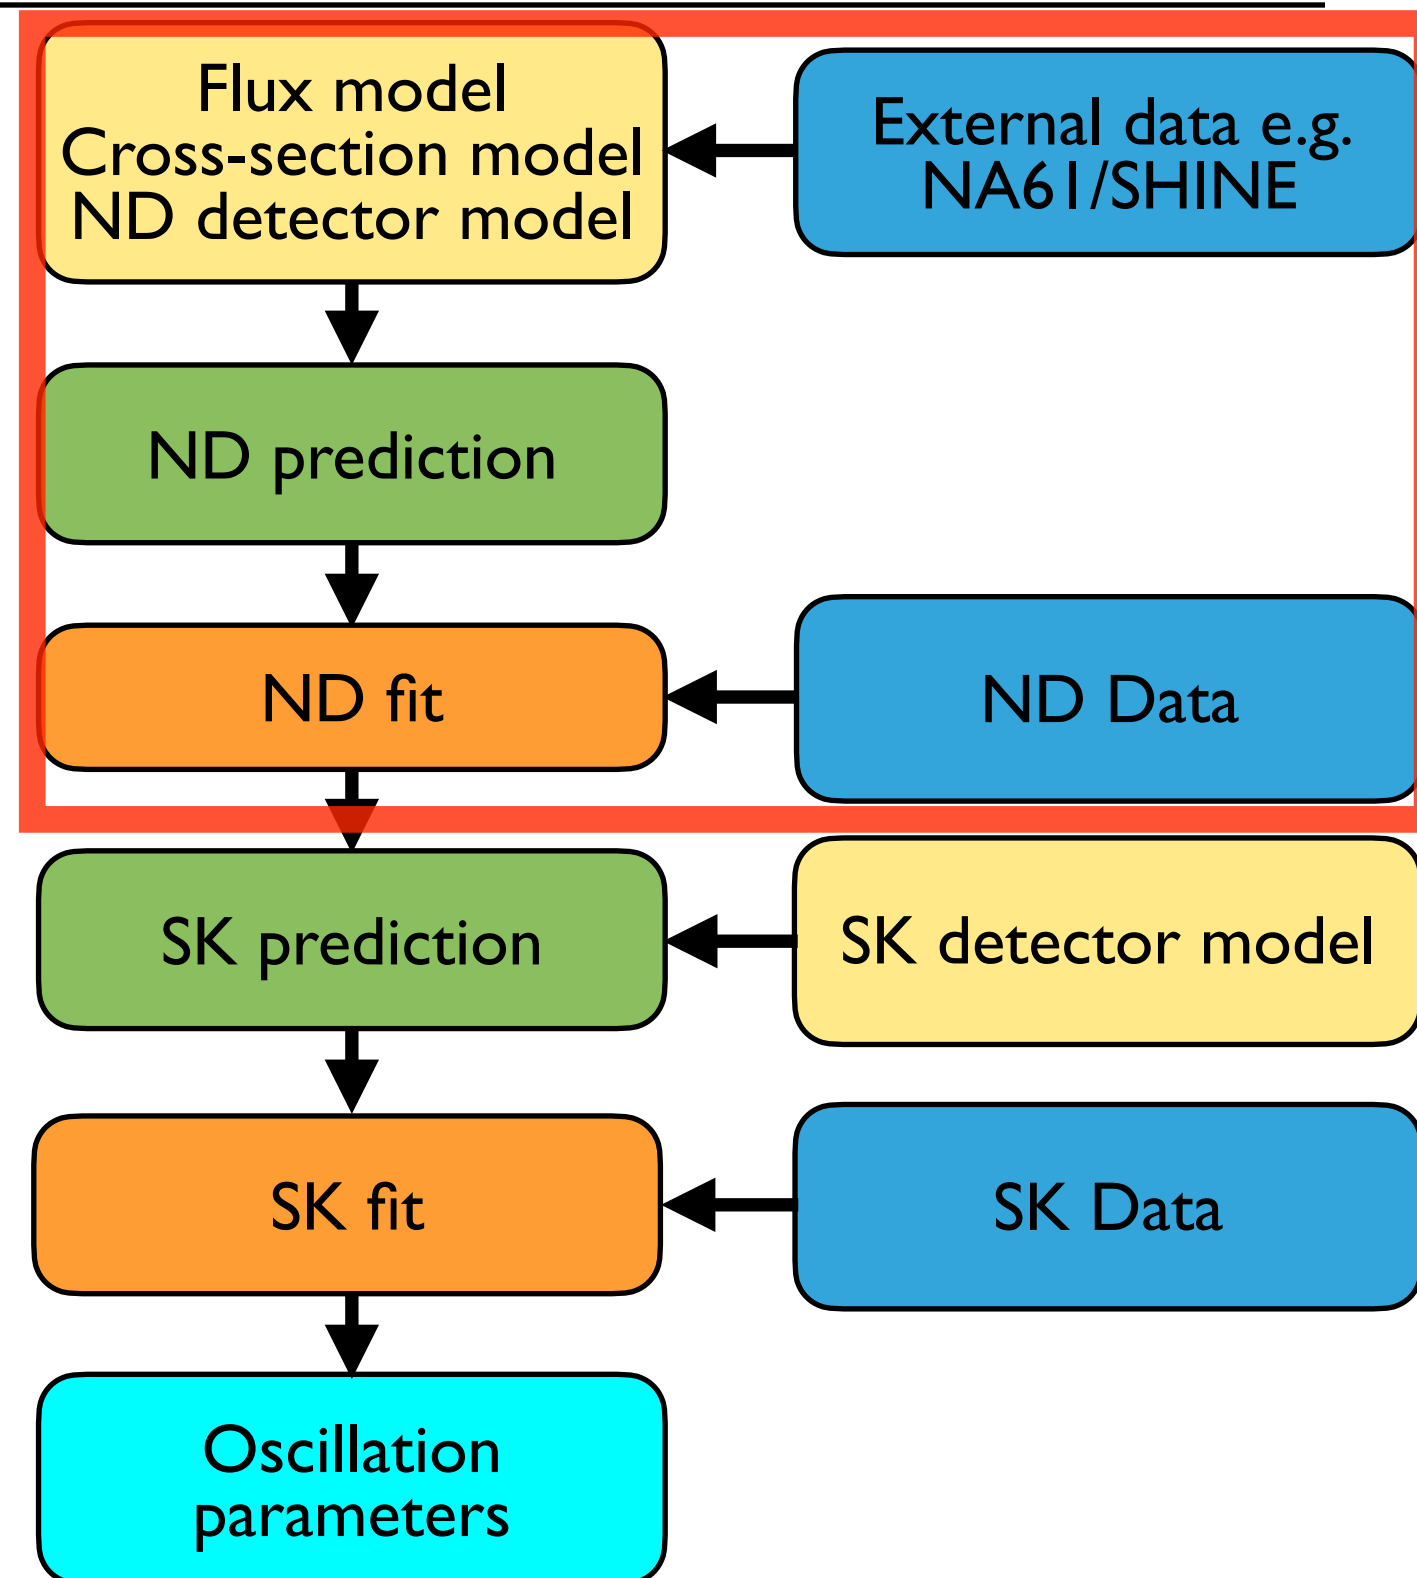 Flux model
Cross-section model
ND detector model
External data e.g.
NA61/SHINE
ND prediction
ND fit
ND Data
SK prediction
SK detector model
SK fit
SK Data
Oscillation
parameters